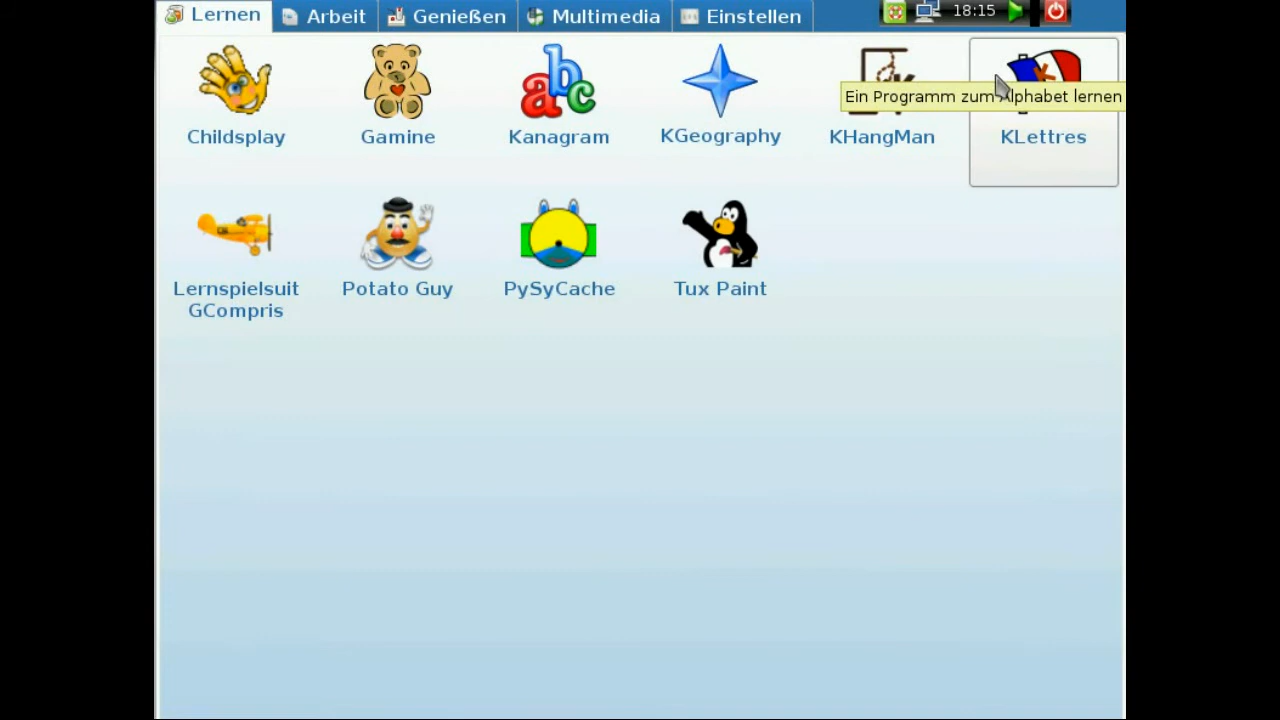 Lernen
Arbeit
Genießen
Multimedia
Einstellen
18:15
Ein Programm zum Alphabet lernen
Childsplay
Gamine
Kanagram
KGeography
KHangMan
KLettres
Lernspielsuit
GCompris
Potato Guy
PySyCache
Tux Paint